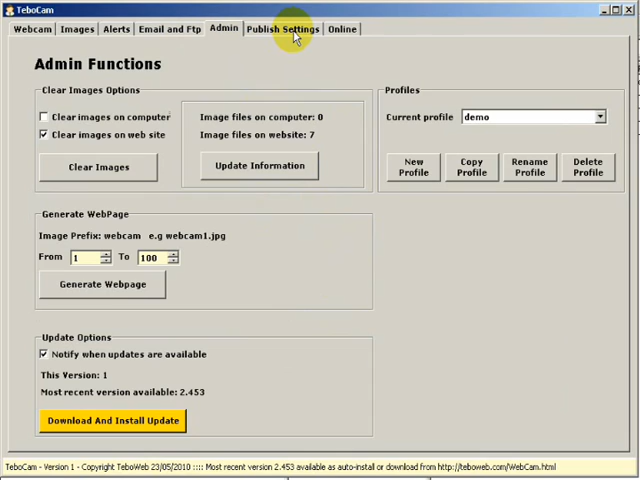 TeboCam
Webcam Images Alerts Email and Ftp Admin Publish Settings Online
Admin Functions
Clear Images Options
Clear images on computer
Clear images on web site
Clear Images
Image files on computer: 0
Image files on website: 7
Update Information
Profiles
Current profile demo
New Profile
Copy Profile
Rename Profile
Delete Profile
Generate WebPage
Image Prefix: webcam e.g webcam1.jpg
From 1 To 100
Generate Webpage
Update Options
Notify when updates are available
This Version: 1
Most recent version available: 2.453
Download And Install Update
TeboCam - Version 1 - Copyright TeboWeb 23/05/2010 :::: Most recent version 2.453 available as auto-install or download from http://teboweb.com/WebCam.html